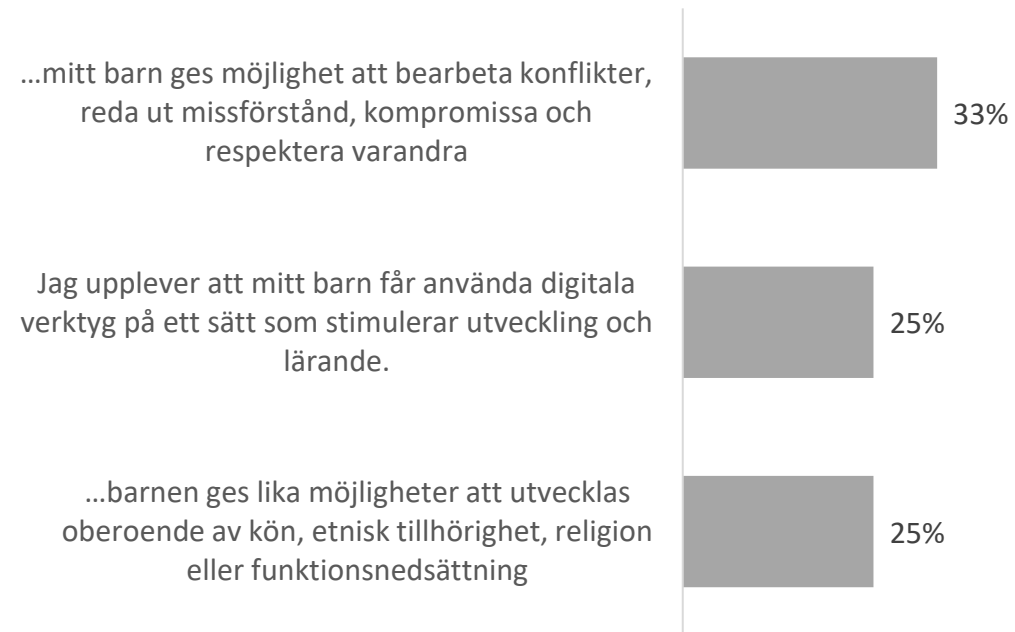 …mitt barn ges möjlighet att bearbeta konflikter,
reda ut missförstånd, kompromissa och
respektera varandra
33%
Jag upplever att mitt barn får använda digitala
verktyg på ett sätt som stimulerar utveckling och
lärande.
25%
…barnen ges lika möjligheter att utvecklas
oberoende av kön, etnisk tillhörighet, religion
eller funktionsnedsättning
25%